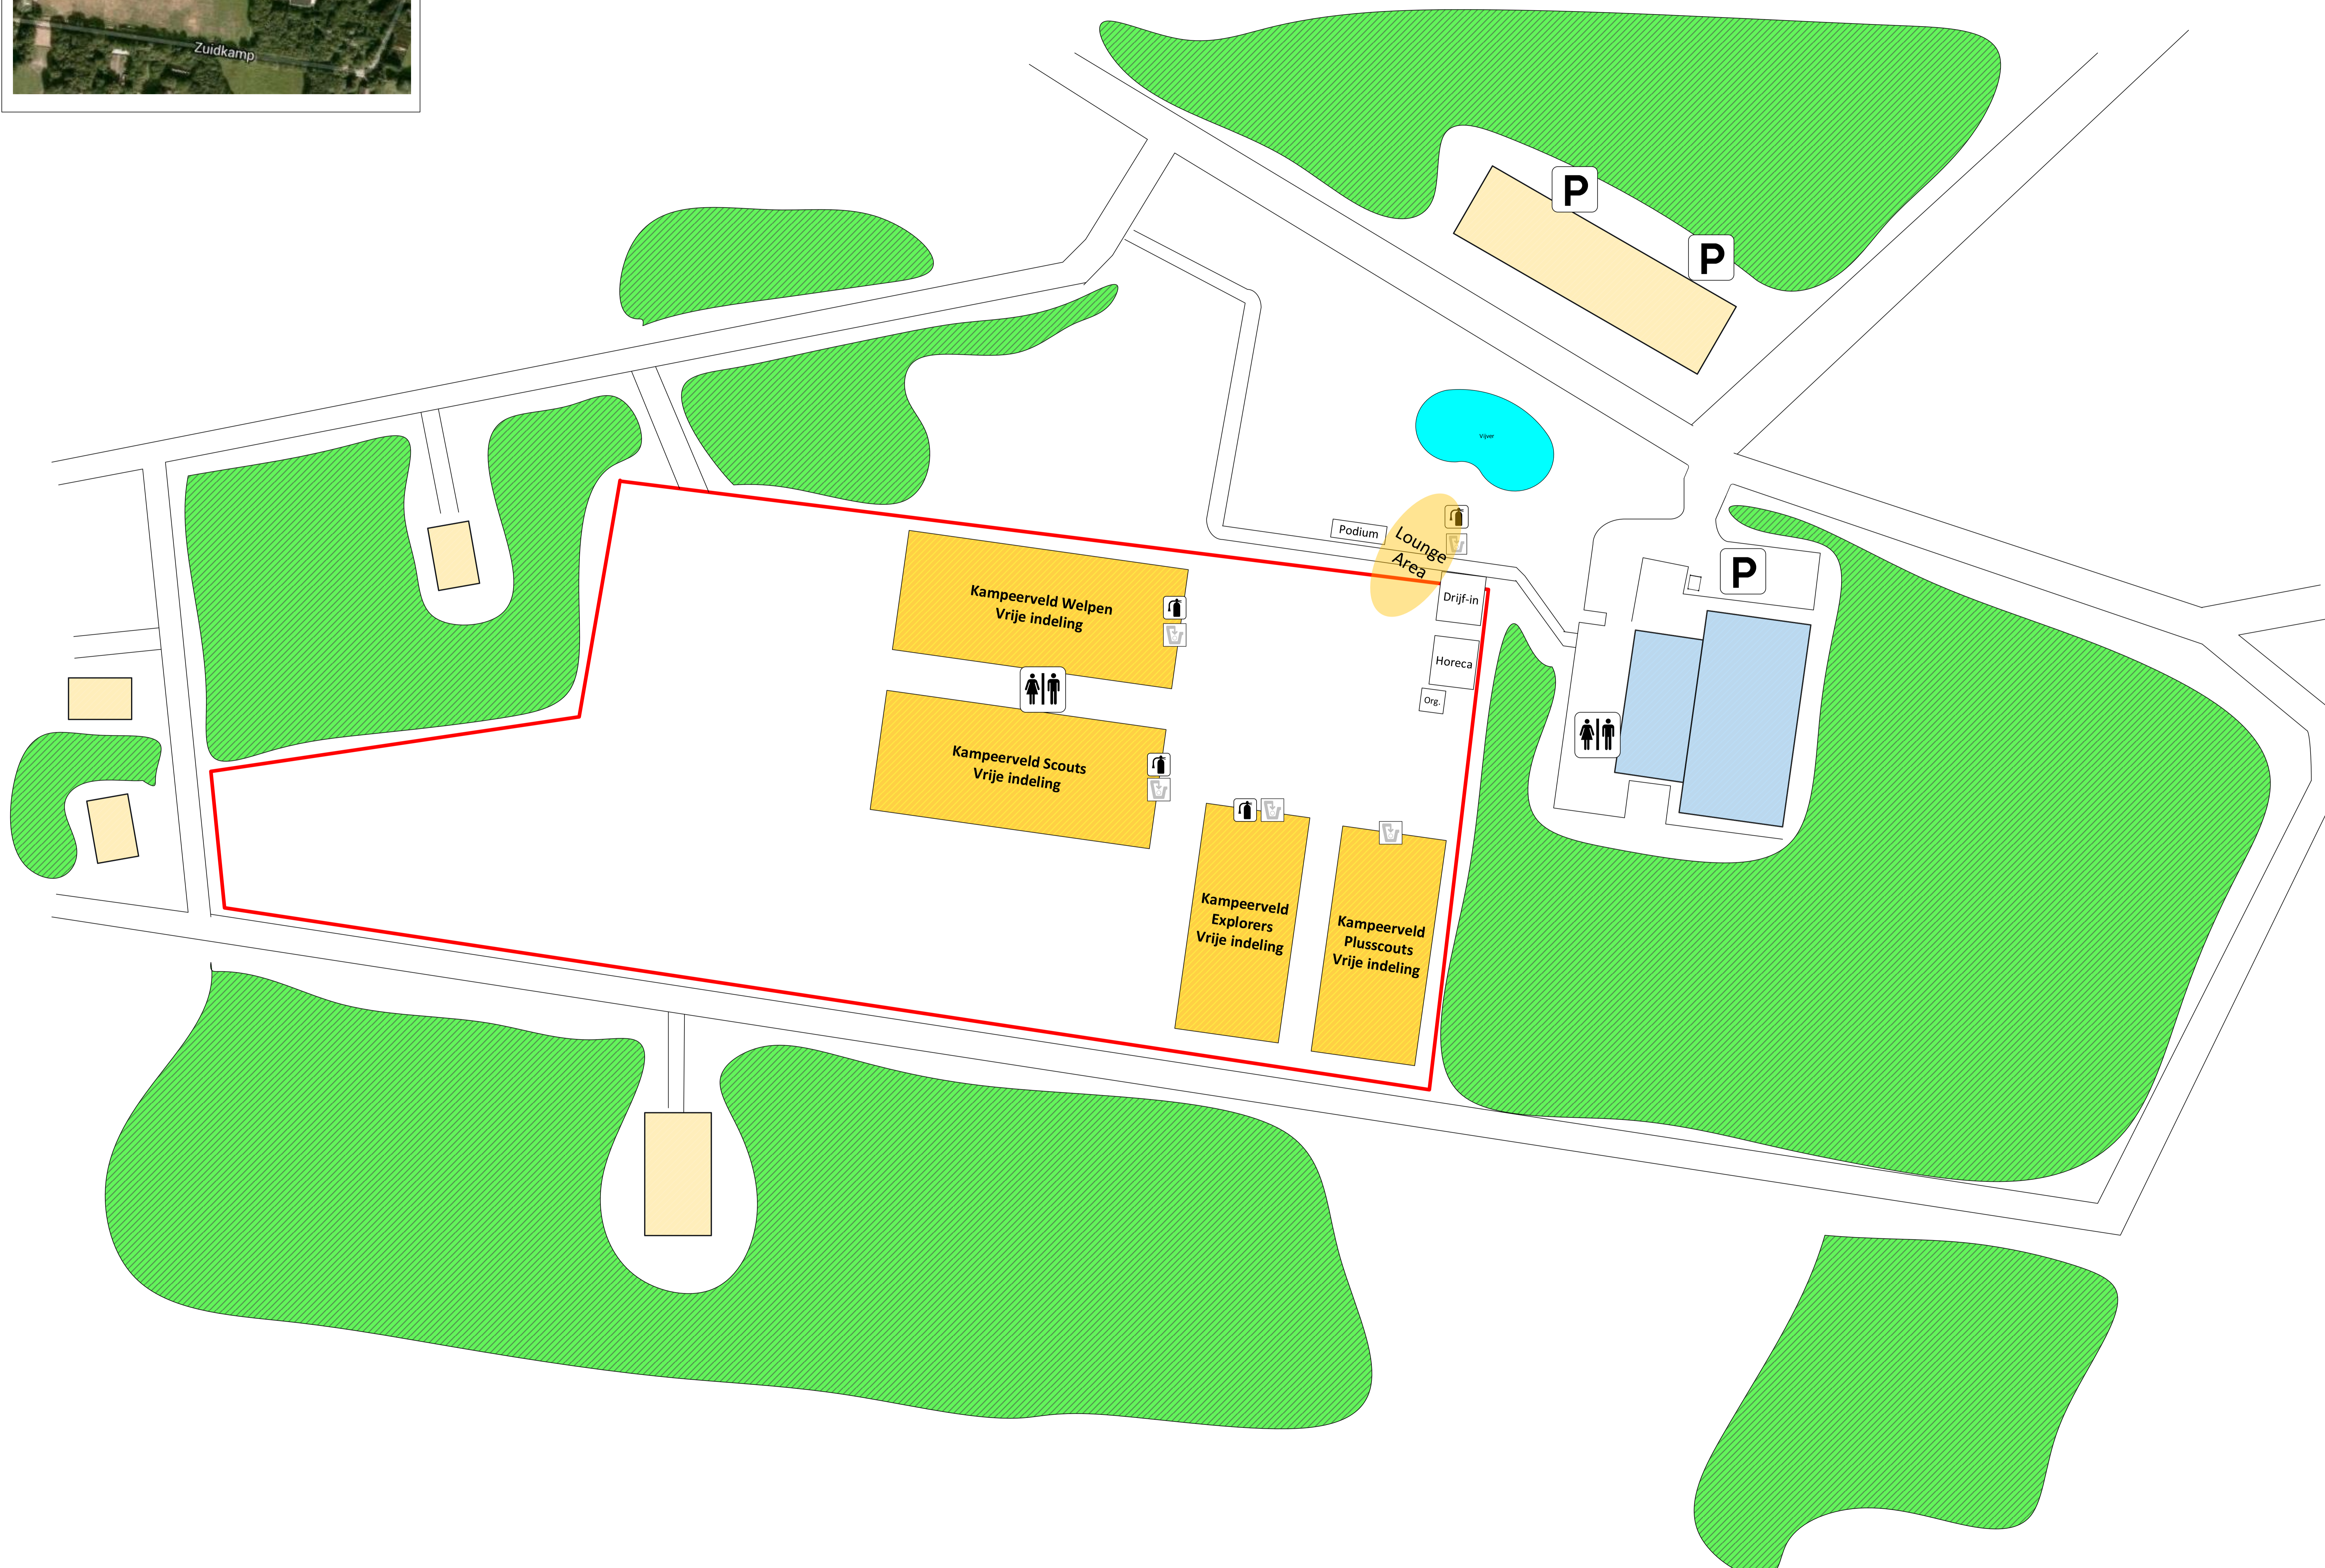 Zuidkamp
P
P
Vijver
Podium
Lounge
Area
P
Drijf-in
Kampeerveld Welpen
Vrije indeling
Horeca
Org.
Kampeerveld Scouts
Vrije indeling
Kampeerveld
Explorers
Vrije indeling
Kampeerveld
Plusscouts
Vrije indeling